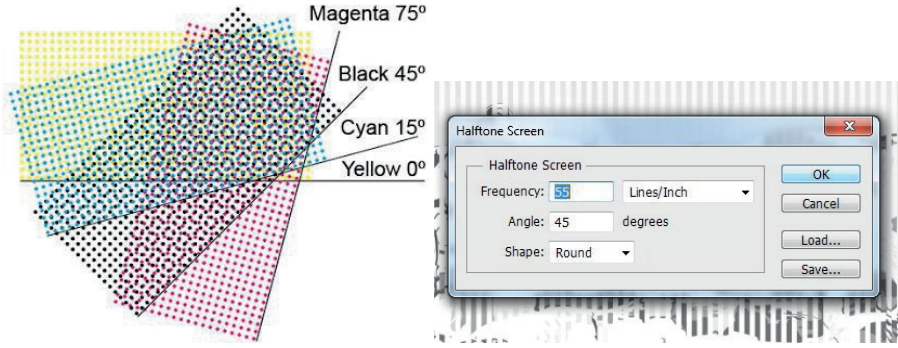 Magenta 75º
Black 45º
Cyan 15º
Yellow 0º
Halftone Screen
Halftone Screen
Frequency: 55 Lines/Inch
Angle: 45 degrees
Shape: Round
OK
Cancel
Load...
Save...